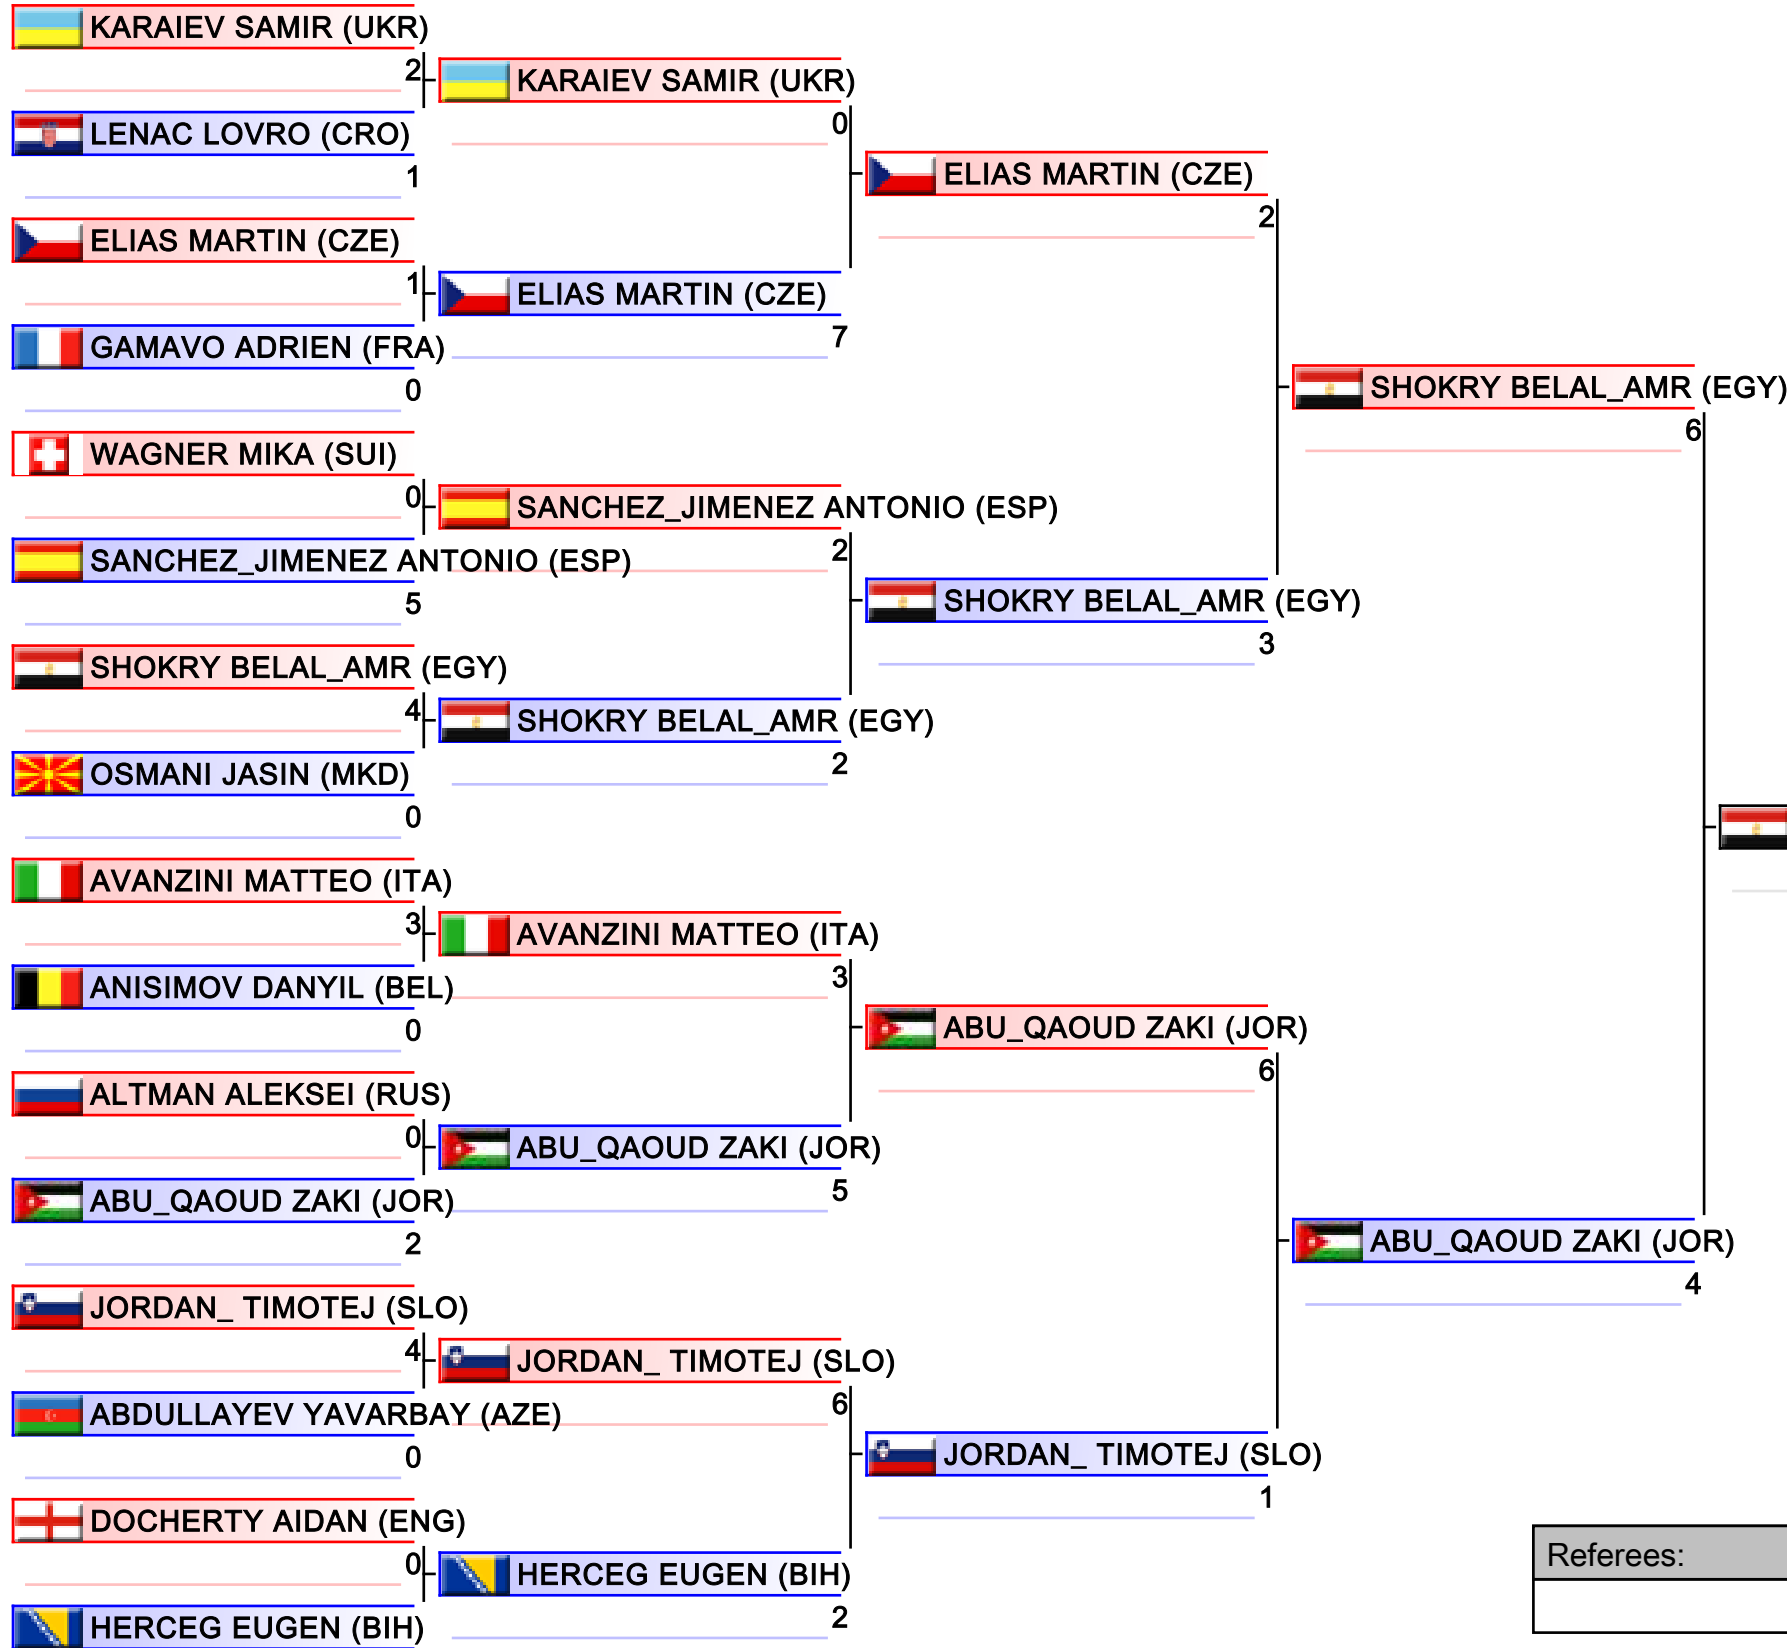 KARAIEV SAMIR (UKR)
2
LENAC LOVRO (CRO)
1
ELIAS MARTIN (CZE)
1
GAMAVO ADRIEN (FRA)
0
WAGNER MIKA (SUI)
0
SANCHEZ_JIMENEZ ANTONIO (ESP)
5
SHOKRY BELAL_AMR (EGY)
4
OSMANI JASIN (MKD)
0
AVANZINI MATTEO (ITA)
3
ANISIMOV DANYIL (BEL)
0
ALTMAN ALEKSEI (RUS)
0
ABU_QAOUD ZAKI (JOR)
2
JORDAN_ TIMOTEJ (SLO)
4
ABDULLAYEV YAVARBAY (AZE)
0
DOCHERTY AIDAN (ENG)
0
HERCEG EUGEN (BIH)
KARAIEV SAMIR (UKR)
0
ELIAS MARTIN (CZE)
7
SANCHEZ_JIMENEZ ANTONIO (ESP)
2
SHOKRY BELAL_AMR (EGY)
2
AVANZINI MATTEO (ITA)
3
ABU_QAOUD ZAKI (JOR)
5
JORDAN_ TIMOTEJ (SLO)
6
HERCEG EUGEN (BIH)
2
ELIAS MARTIN (CZE)
2
SHOKRY BELAL_AMR (EGY)
3
ABU_QAOUD ZAKI (JOR)
6
JORDAN_ TIMOTEJ (SLO)
1
SHOKRY BELAL_AMR (EGY)
6
ABU_QAOUD ZAKI (JOR)
4
Referees: